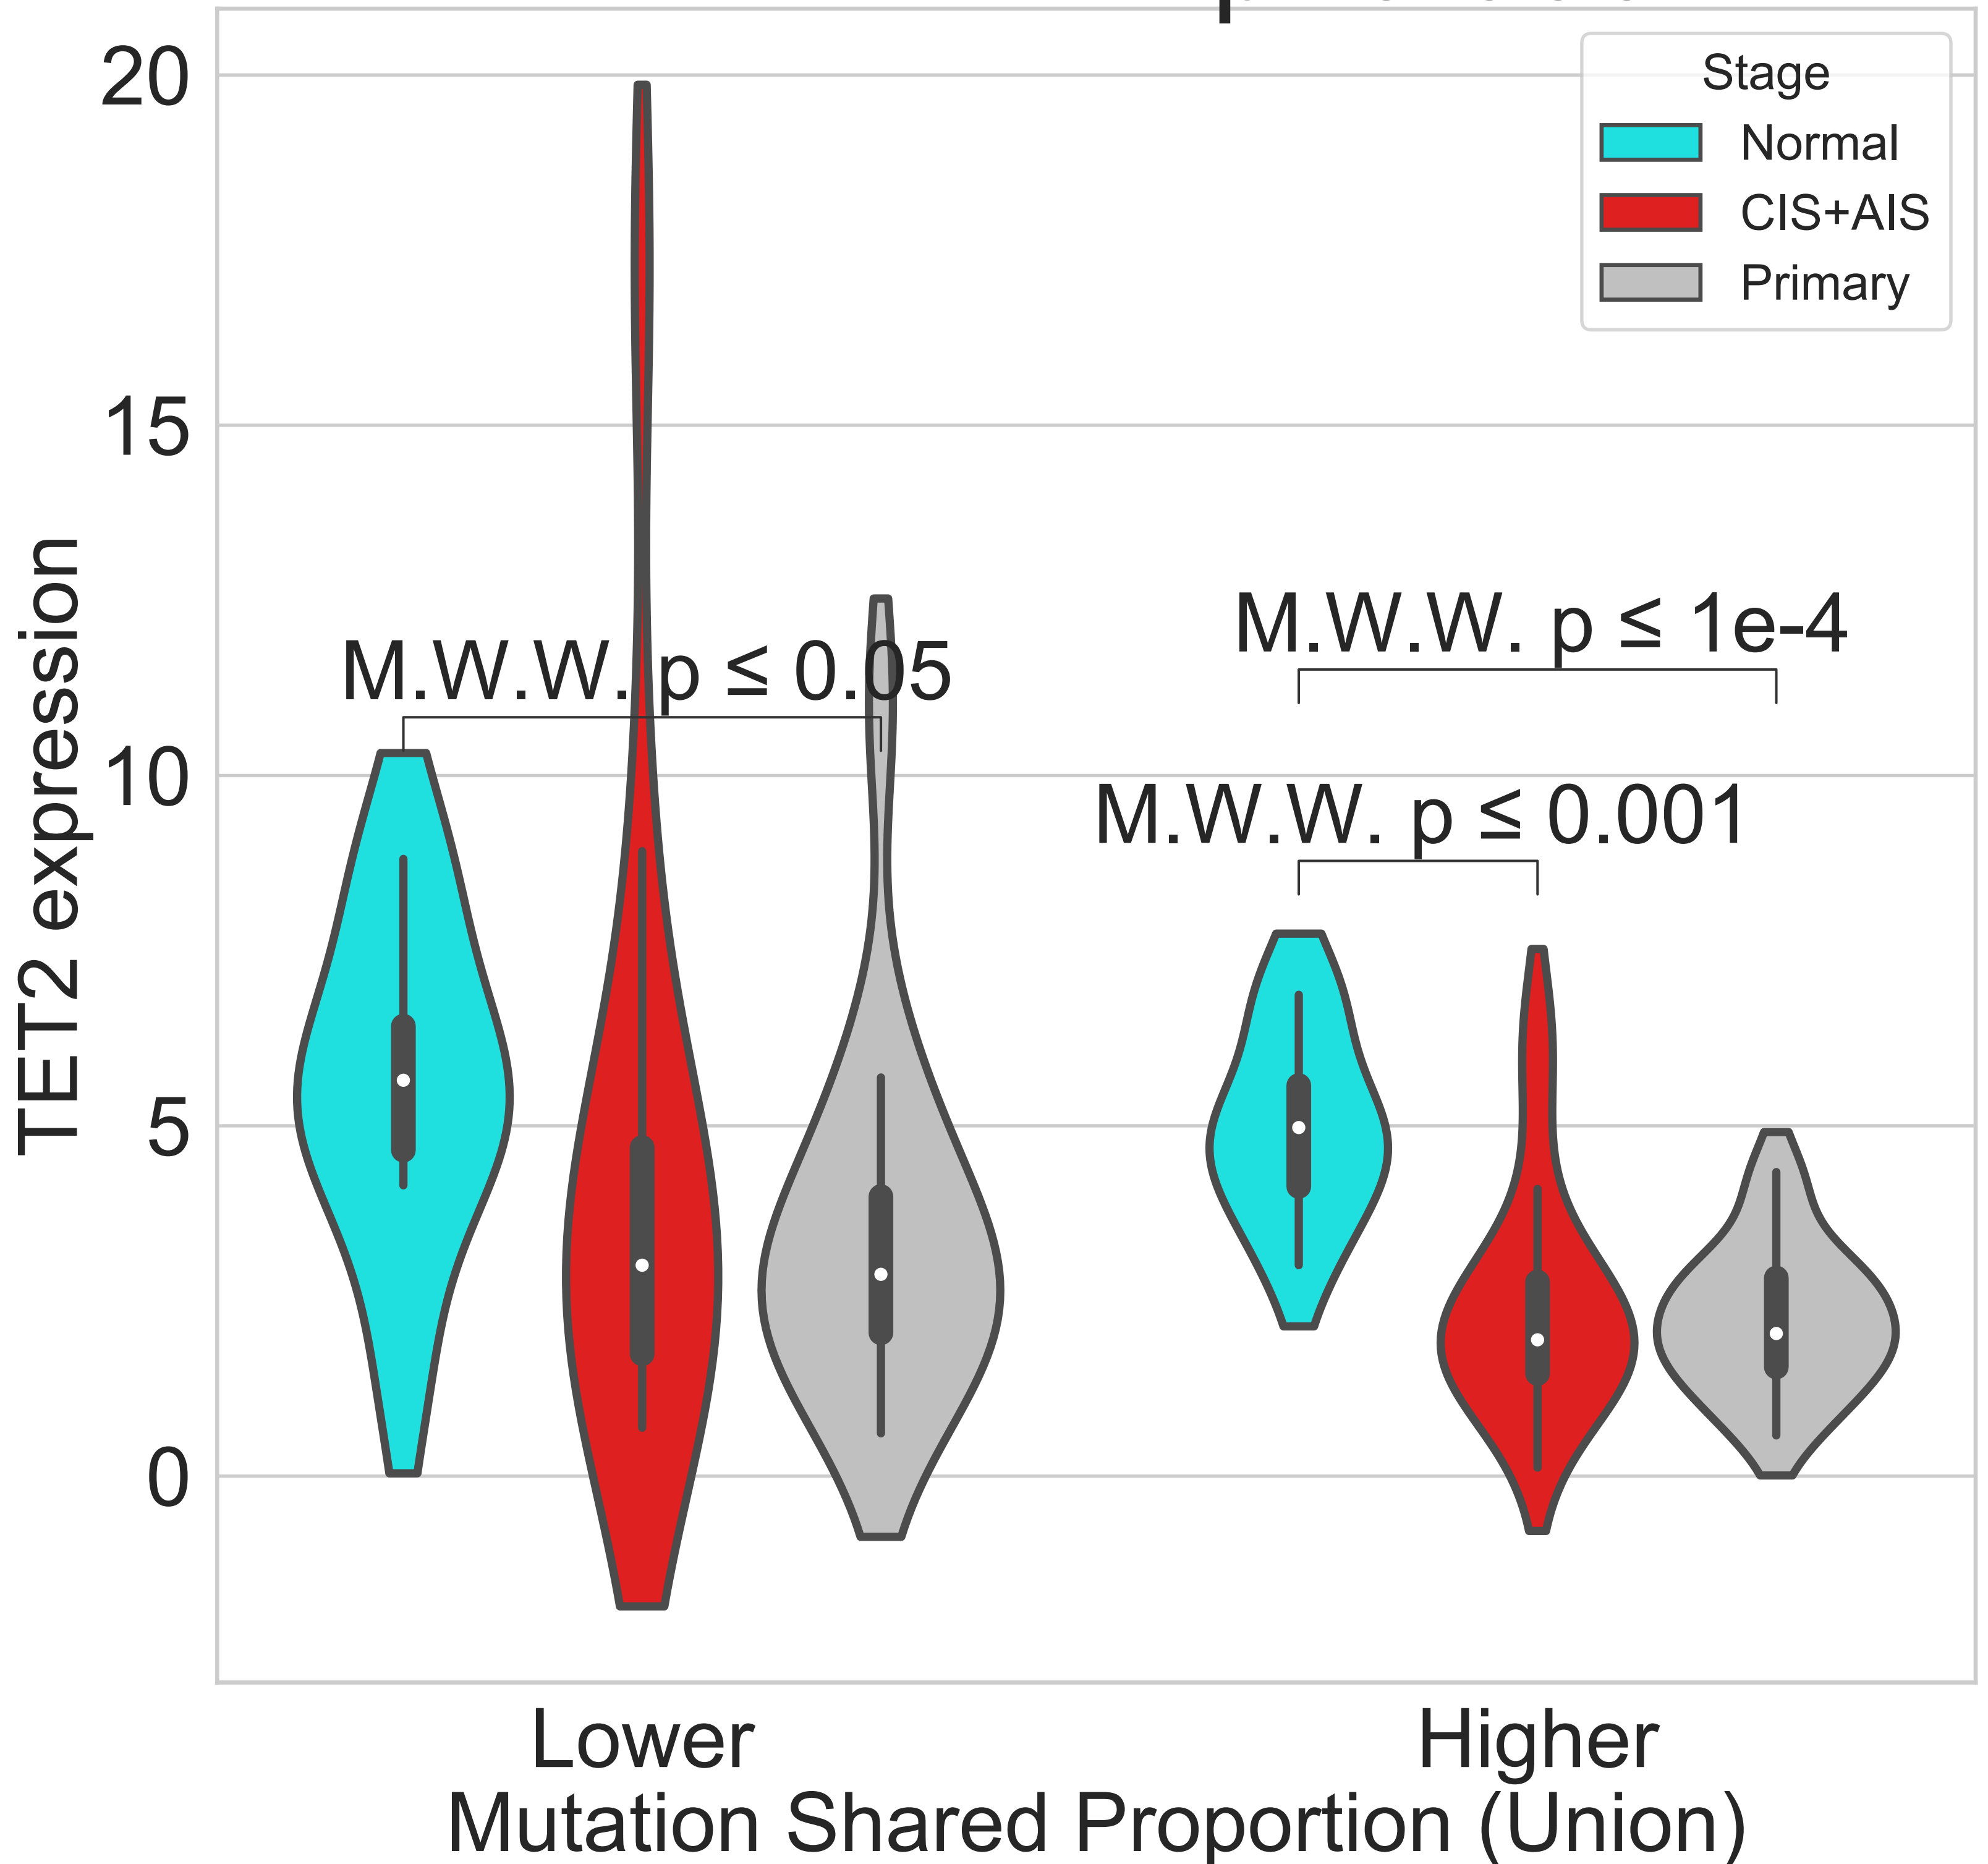 20
15
10
5
0
TET2 expression
Stage
Normal
CIS+AIS
Primary
M.W.W. p ≤ 0.05
M.W.W. p ≤ 1e-4
M.W.W. p ≤ 0.001
Lower
Higher
Mutation Shared Proportion (Union)